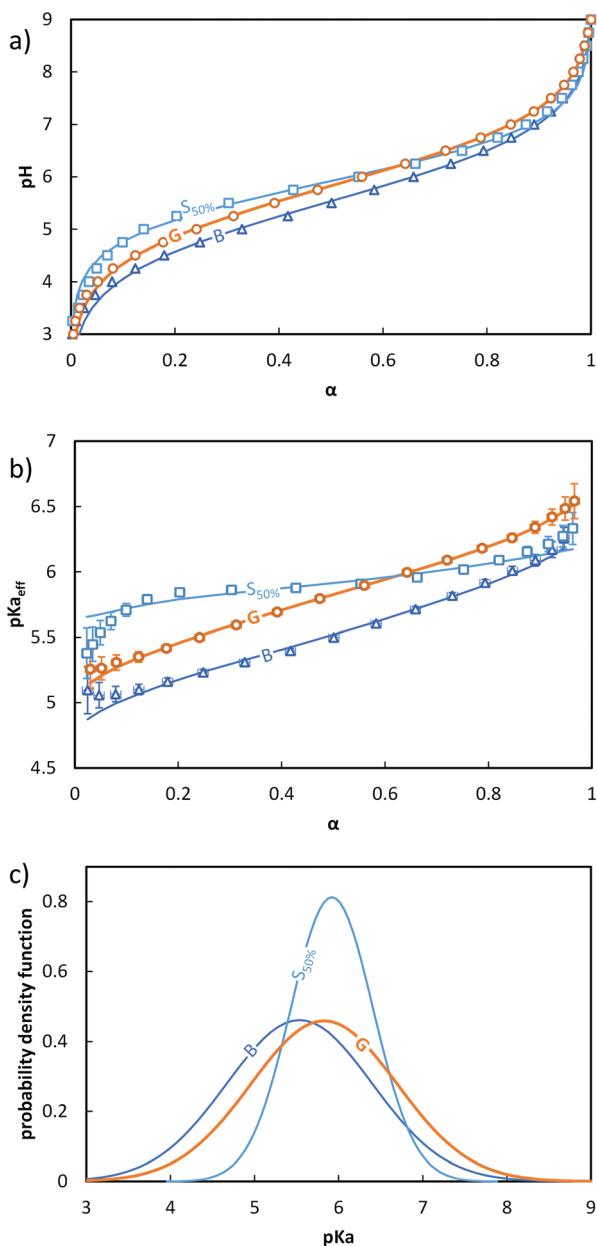 a)
9
8
7
6
5
4
3
pH
S50%
G
B
0 0.2 0.4 0.6 0.8 1
α
b)
7
6.5
6
5.5
5
4.5
pKaeff
S50%
G
B
0 0.2 0.4 0.6 0.8 1
α
c)
0.8
0.6
0.4
0.2
0
probability density function
S50%
B
G
3 4 5 6 7 8 9
pKa